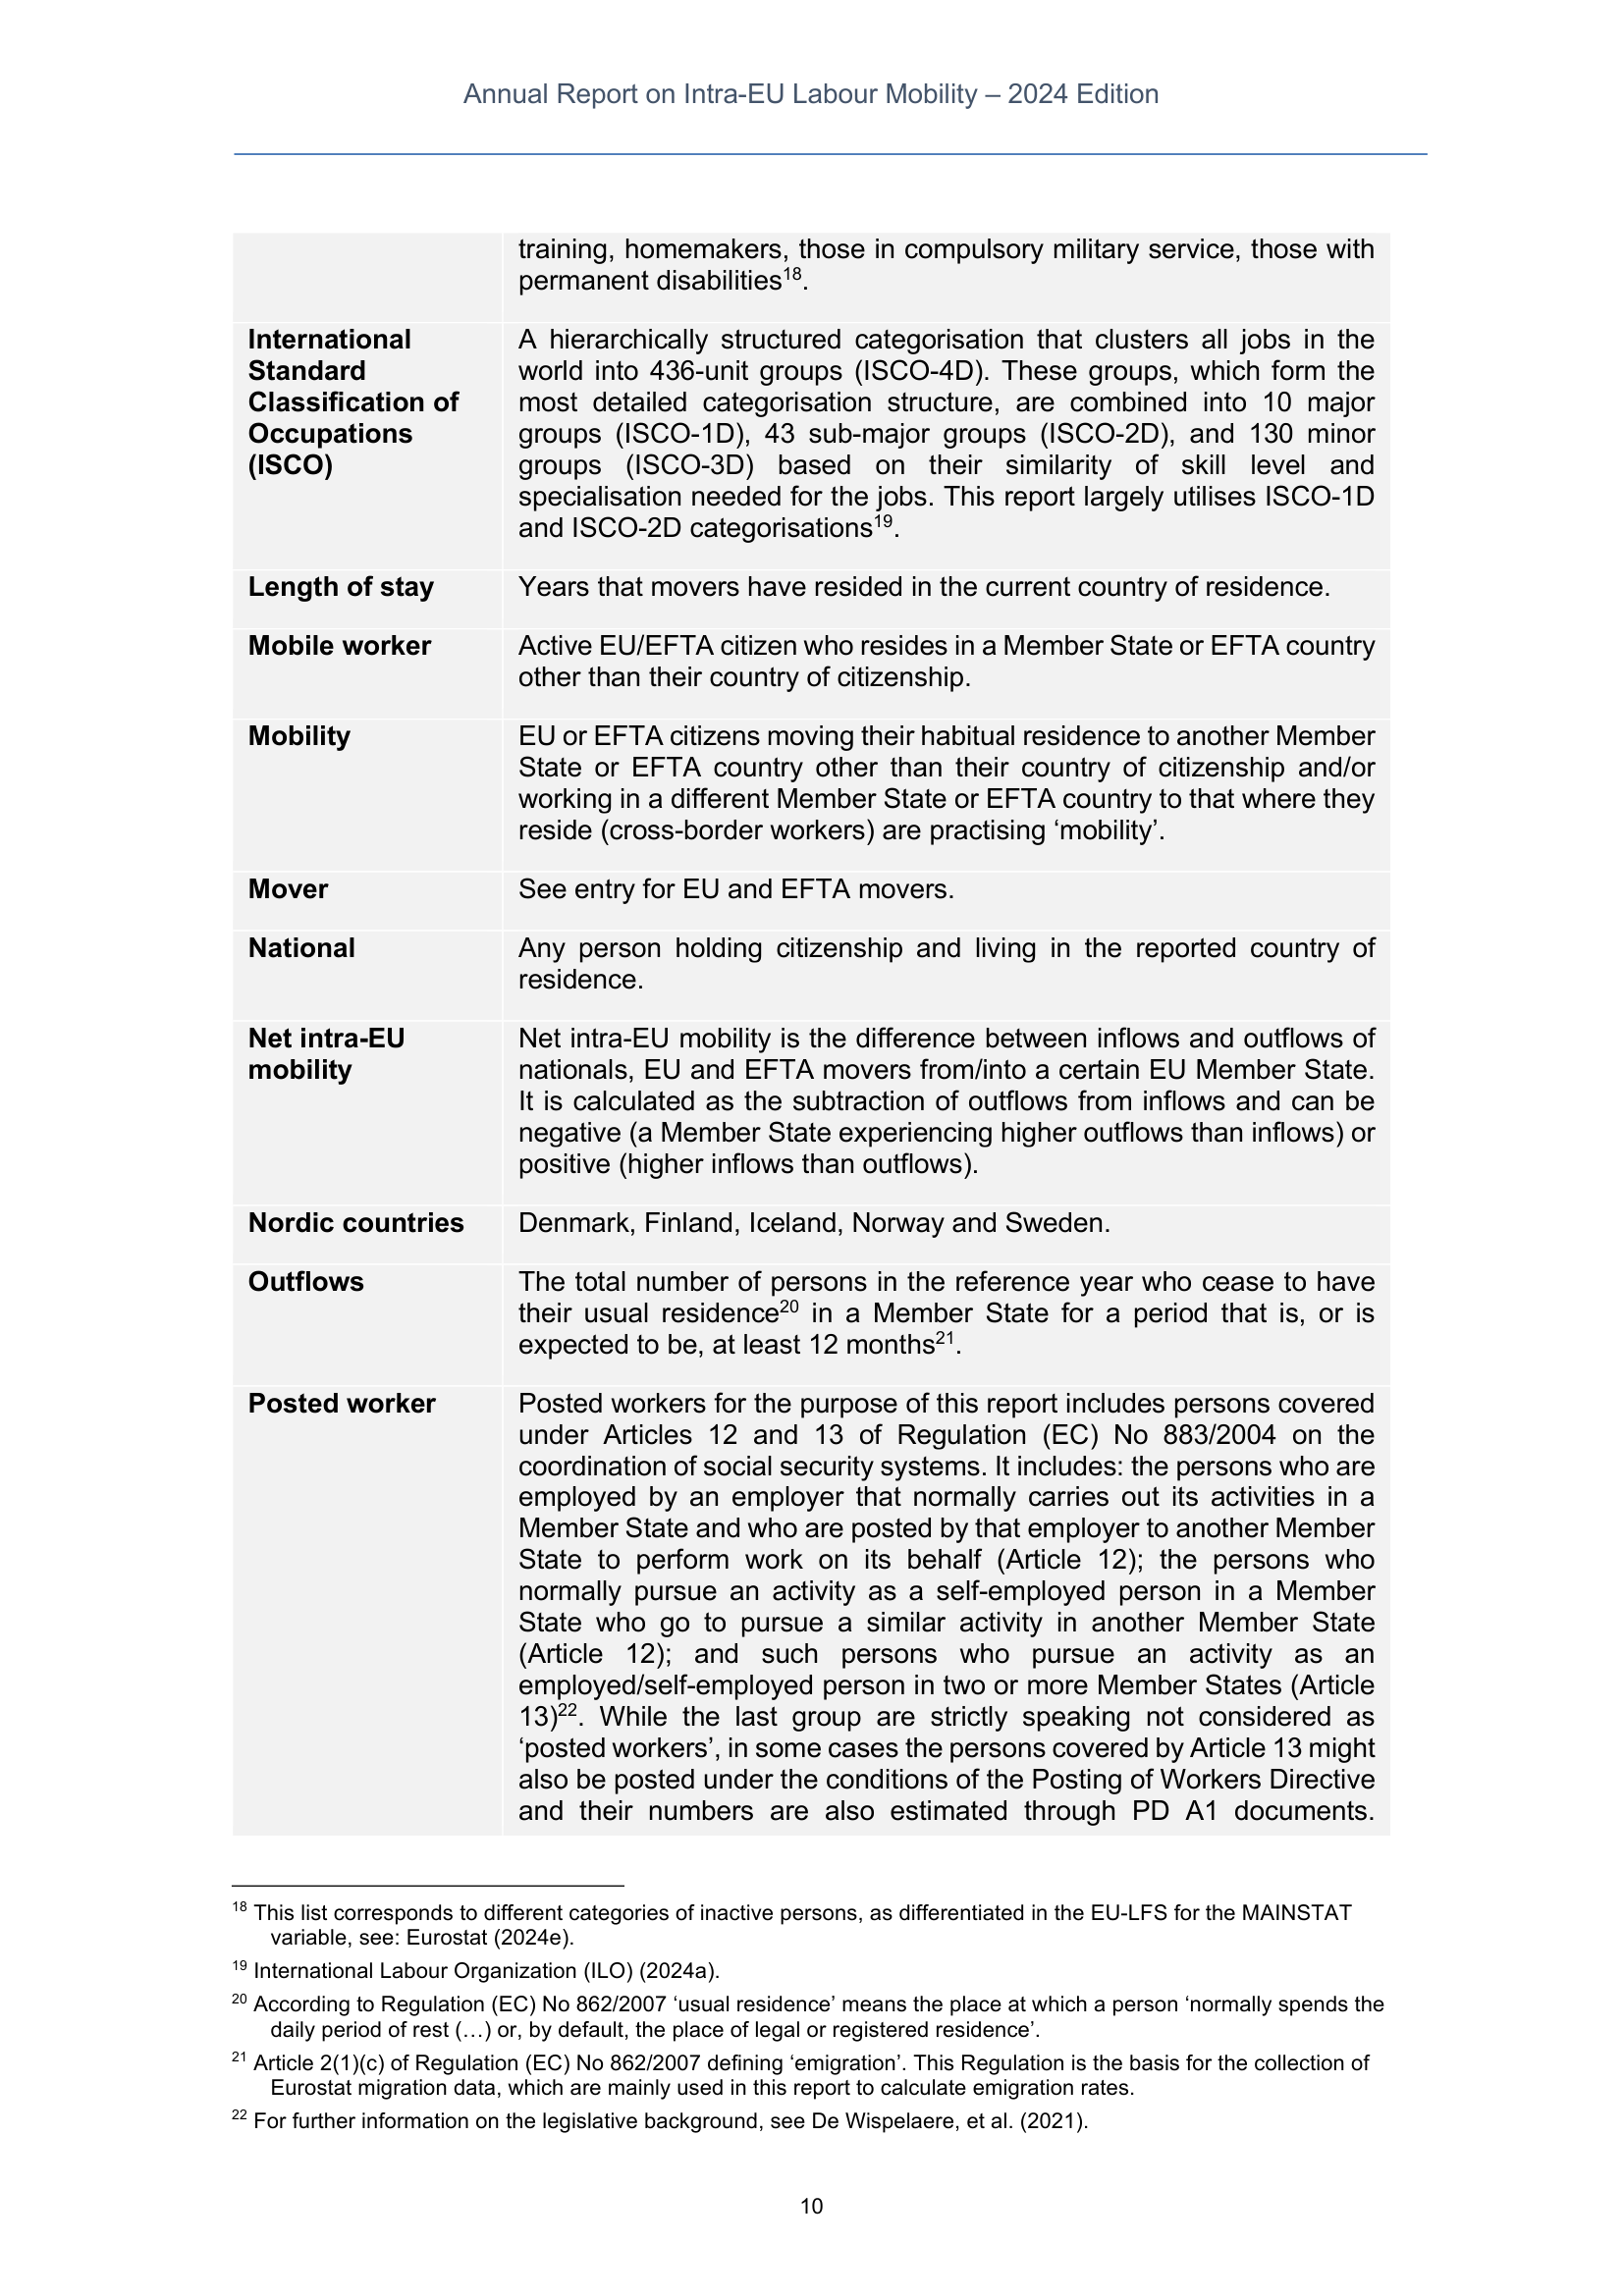 Annual Report on Intra-EU Labour Mobility – 2024 Edition
training, homemakers, those in compulsory military service, those with
permanent disabilities18.
International
Standard
Classification of
Occupations
(ISCO)
A hierarchically structured categorisation that clusters all jobs in the
world into 436-unit groups (ISCO-4D). These groups, which form the
most detailed categorisation structure, are combined into 10 major
groups (ISCO-1D), 43 sub-major groups (ISCO-2D), and 130 minor
groups (ISCO-3D) based on their similarity of skill level and
specialisation needed for the jobs. This report largely utilises ISCO-1D
and ISCO-2D categorisations19.
Length of stay
Years that movers have resided in the current country of residence.
Mobile worker
Active EU/EFTA citizen who resides in a Member State or EFTA country
other than their country of citizenship.
Mobility
EU or EFTA citizens moving their habitual residence to another Member
State or EFTA country other than their country of citizenship and/or
working in a different Member State or EFTA country to that where they
reside (cross-border workers) are practising ‘mobility’.
Mover
See entry for EU and EFTA movers.
National
Any person holding citizenship and living in the reported country of
residence.
Net intra-EU
mobility
Net intra-EU mobility is the difference between inflows and outflows of
nationals, EU and EFTA movers from/into a certain EU Member State.
It is calculated as the subtraction of outflows from inflows and can be
negative (a Member State experiencing higher outflows than inflows) or
positive (higher inflows than outflows).
Nordic countries
Denmark, Finland, Iceland, Norway and Sweden.
Outflows
The total number of persons in the reference year who cease to have
their usual residence20 in a Member State for a period that is, or is
expected to be, at least 12 months21.
Posted worker
Posted workers for the purpose of this report includes persons covered
under Articles 12 and 13 of Regulation (EC) No 883/2004 on the
coordination of social security systems. It includes: the persons who are
employed by an employer that normally carries out its activities in a
Member State and who are posted by that employer to another Member
State to perform work on its behalf (Article 12); the persons who
normally pursue an activity as a self-employed person in a Member
State who go to pursue a similar activity in another Member State
(Article 12); and such persons who pursue an activity as an
employed/self-employed person in two or more Member States (Article
13)22. While the last group are strictly speaking not considered as
‘posted workers’, in some cases the persons covered by Article 13 might
also be posted under the conditions of the Posting of Workers Directive
and their numbers are also estimated through PD A1 documents.
18 This list corresponds to different categories of inactive persons, as differentiated in the EU-LFS for the MAINSTAT
variable, see: Eurostat (2024e).
19 International Labour Organization (ILO) (2024a).
20 According to Regulation (EC) No 862/2007 ‘usual residence’ means the place at which a person ‘normally spends the
daily period of rest (…) or, by default, the place of legal or registered residence’.
21 Article 2(1)(c) of Regulation (EC) No 862/2007 defining ‘emigration’. This Regulation is the basis for the collection of
Eurostat migration data, which are mainly used in this report to calculate emigration rates.
22 For further information on the legislative background, see De Wispelaere, et al. (2021).
10